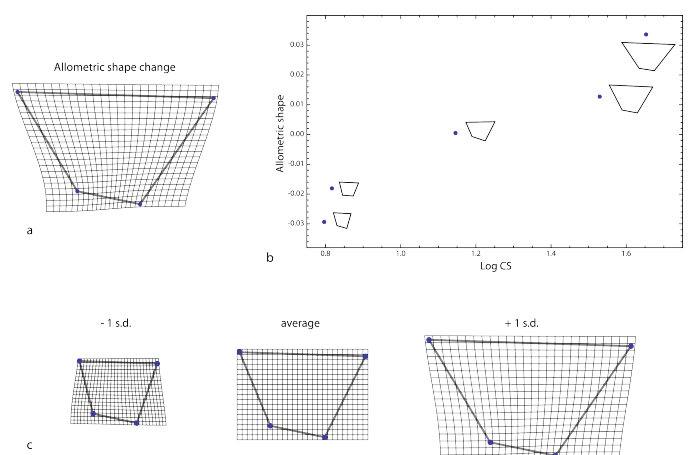 Allometric shape change
a
Allometric shape
0.03
0.02
0.01
0.00
-0.01
-0.02
-0.03
0.8
1.0
1.2
1.4
1.6
Log CS
b
- 1 s.d.
average
+ 1 s.d.
c